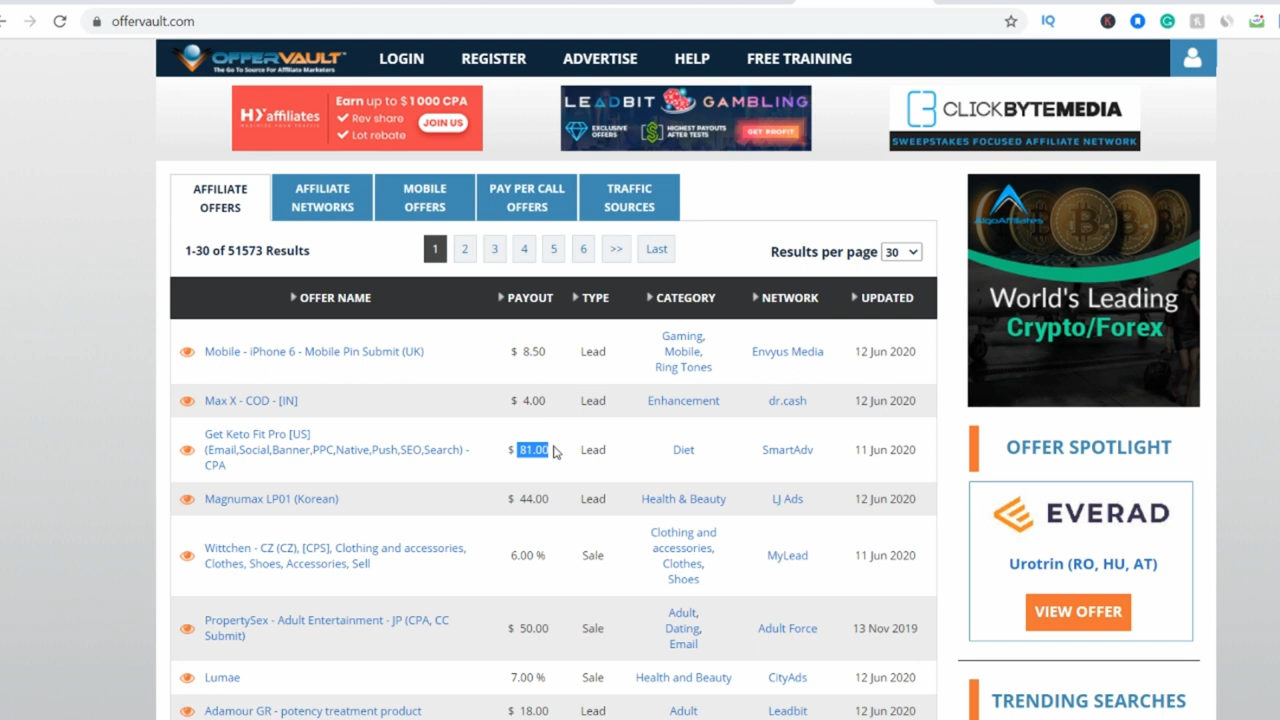 offervault.com
IQ
OFFERVAULT
The Go To Source For Affiliate Marketers
LOGIN
REGISTER
ADVERTISE
HELP
FREE TRAINING
HYaffiliates
Earn up to $1000 CPA
Rev share
Lot rebate
JOIN US
LEADBIT GAMBLING
EXCLUSIVE OFFERS
HIGHEST PAYOUTS AFTER TESTS
GET PROFIT
CLICKBYTEMEDIA
SWEEPSTAKES FOCUSED AFFILIATE NETWORK
AFFILIATE OFFERS
AFFILIATE NETWORKS
MOBILE OFFERS
PAY PER CALL OFFERS
TRAFFIC SOURCES
1-30 of 51573 Results
1 2 3 4 5 6 >> Last
Results per page 30
OFFER NAME PAYOUT TYPE CATEGORY NETWORK UPDATED
Mobile - iPhone 6 - Mobile Pin Submit (UK) $ 8.50 Lead Gaming, Mobile, Ring Tones Envyus Media 12 Jun 2020
Max X - COD - [IN] $ 4.00 Lead Enhancement dr.cash 12 Jun 2020
Get Keto Fit Pro [US]
(Email,Social,Banner,PPC,Native,Push,SEO,Search) -
CPA
$ 81.00 Lead Diet SmartAdv 11 Jun 2020
Magnumax LP01 (Korean) $ 44.00 Lead Health & Beauty LJ Ads 12 Jun 2020
Wittchen - CZ (CZ), [CPS], Clothing and accessories,
Clothes, Shoes, Accessories, Sell
6.00 % Sale Clothing and accessories, Clothes, Shoes MyLead 11 Jun 2020
PropertySex - Adult Entertainment - JP (CPA, CC
Submit)
$ 50.00 Sale Adult, Dating, Email Adult Force 13 Nov 2019
Lumae 7.00 % Sale Health and Beauty CityAds 12 Jun 2020
Adamour GR - potency treatment product $ 18.00 Lead Adult Leadbit 12 Jun 2020
AlgoAffiliates
World's Leading
Crypto/Forex
OFFER SPOTLIGHT
EVERAD
Urotrin (RO, HU, AT)
VIEW OFFER
TRENDING SEARCHES